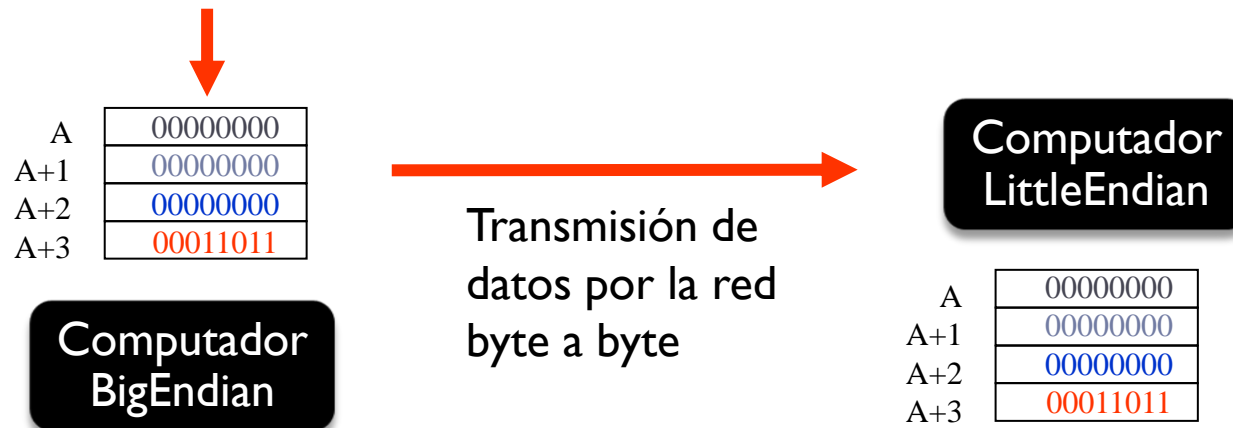 A 00000000
A+1 00000000
A+2 00000000
A+3 00011011
Computador
BigEndian
Transmisión de
datos por la red
byte a byte
Computador
LittleEndian
A 00000000
A+1 00000000
A+2 00000000
A+3 00011011